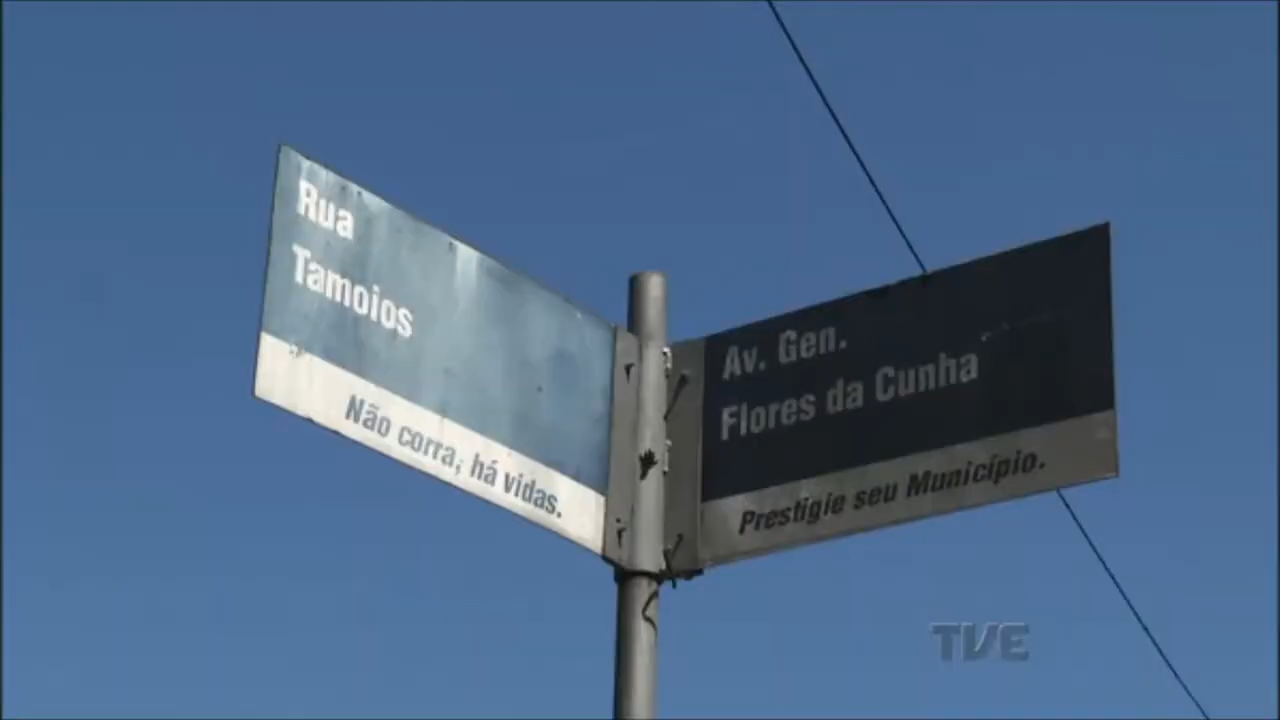 Rua
Tamoios
Não corra, há vidas.
Av. Gen.
Flores da Cunha
Prestigie seu Município.
TVE